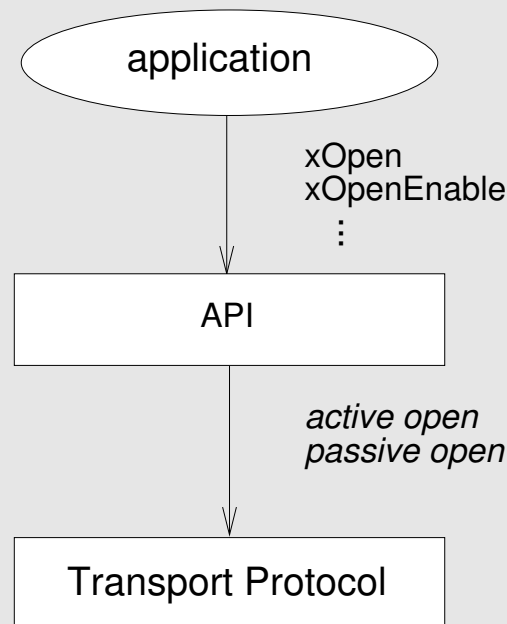 application
xOpen
xOpenEnable
⋮
API
active open
passive open
Transport Protocol